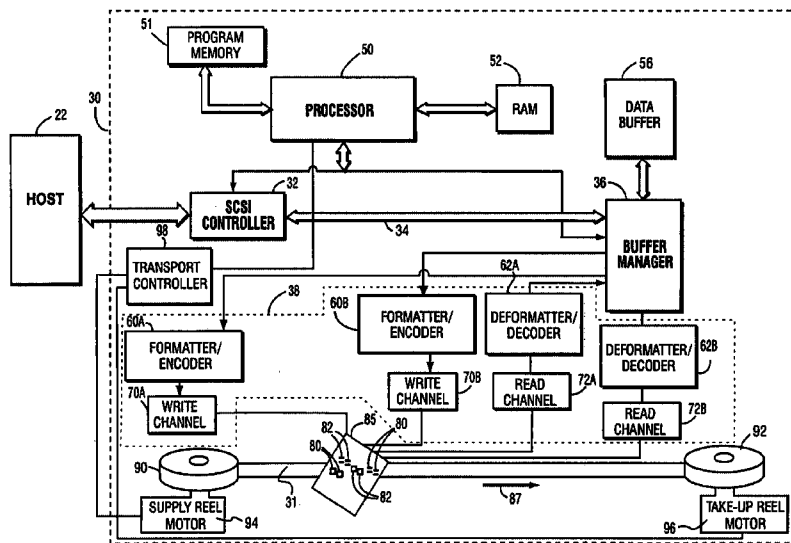 51
PROGRAM
MEMORY
50
PROCESSOR
52
RAM
56
DATA
BUFFER
30
22
HOST
32
SCSI
CONTROLLER
34
36
BUFFER
MANAGER
98
TRANSPORT
CONTROLLER
38
60A
FORMATTER/
ENCODER
70A
WRITE
CHANNEL
60B
FORMATTER/
ENCODER
70B
WRITE
CHANNEL
62A
DEFORMATTER/
DECODER
72A
READ
CHANNEL
62B
DEFORMATTER/
DECODER
72B
READ
CHANNEL
85
82
80
80
82
90
31
87
92
SUPPLY REEL
MOTOR
94
96
TAKE-UP REEL
MOTOR